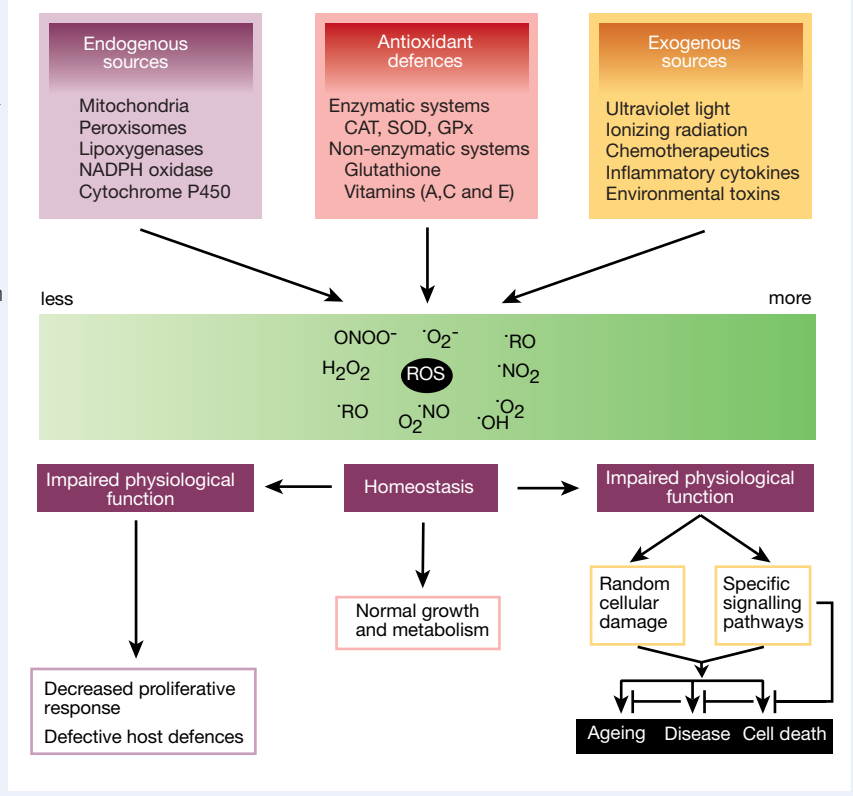 Endogenous
sources
Mitochondria
Peroxisomes
Lipoxygenases
NADPH oxidase
Cytochrome P450
Antioxidant
defences
Enzymatic systems
CAT, SOD, GPx
Non-enzymatic systems
Glutathione
Vitamins (A,C and E)
Exogenous
sources
Ultraviolet light
Ionizing radiation
Chemotherapeutics
Inflammatory cytokines
Environmental toxins
less
more
ONOO⁻ ˙O₂⁻ ˙RO
H₂O₂ ROS ˙NO₂
˙RO O₂ ˙NO ˙OH ˙O₂
Impaired physiological
function
Homeostasis
Impaired physiological
function
Normal growth
and metabolism
Random
cellular
damage
Specific
signalling
pathways
Decreased proliferative
response
Defective host defences
Ageing Disease Cell death